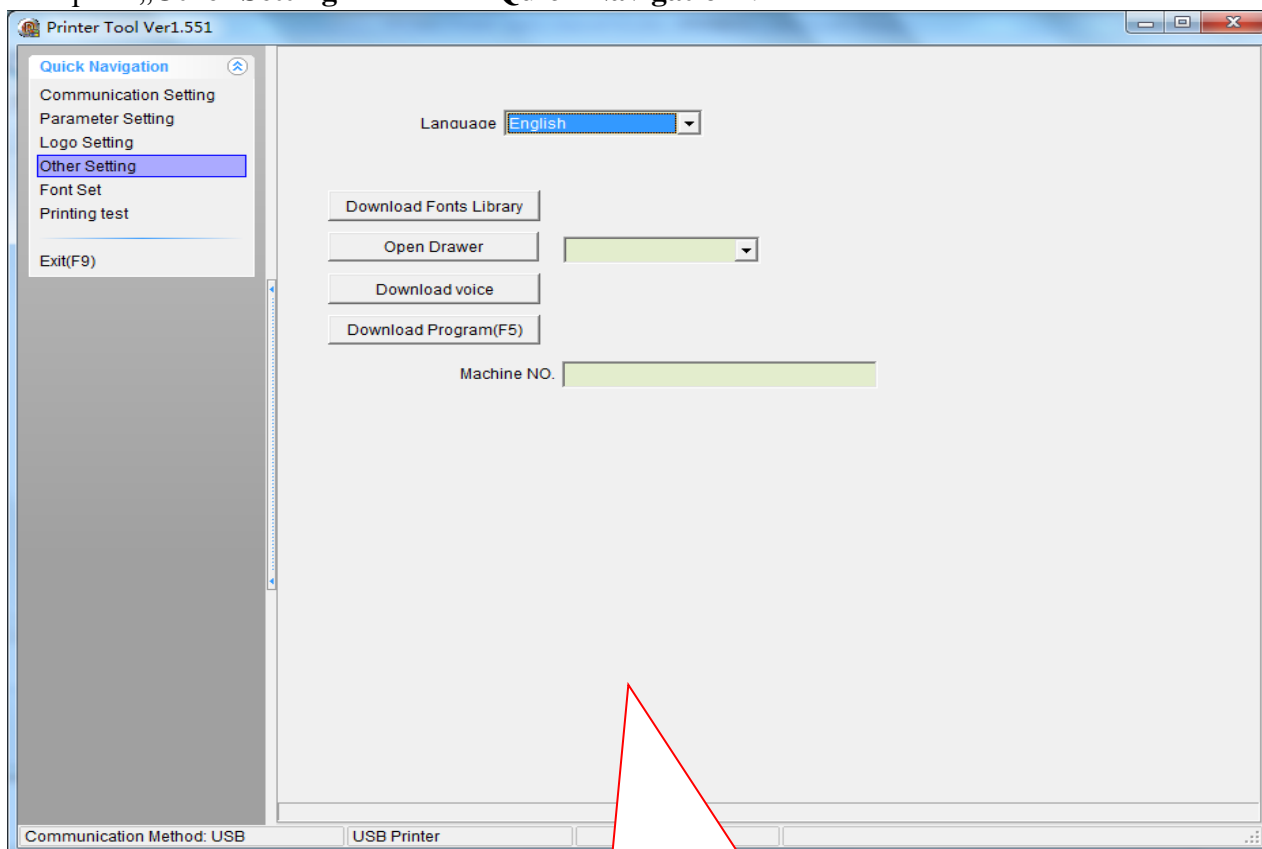 Printer Tool Ver1.551
Quick Navigation
Communication Setting
Parameter Setting
Logo Setting
Other Setting
Font Set
Printing test
Exit(F9)
Language English
Download Fonts Library
Open Drawer
Download voice
Download Program(F5)
Machine NO.
Communication Method: USB USB Printer